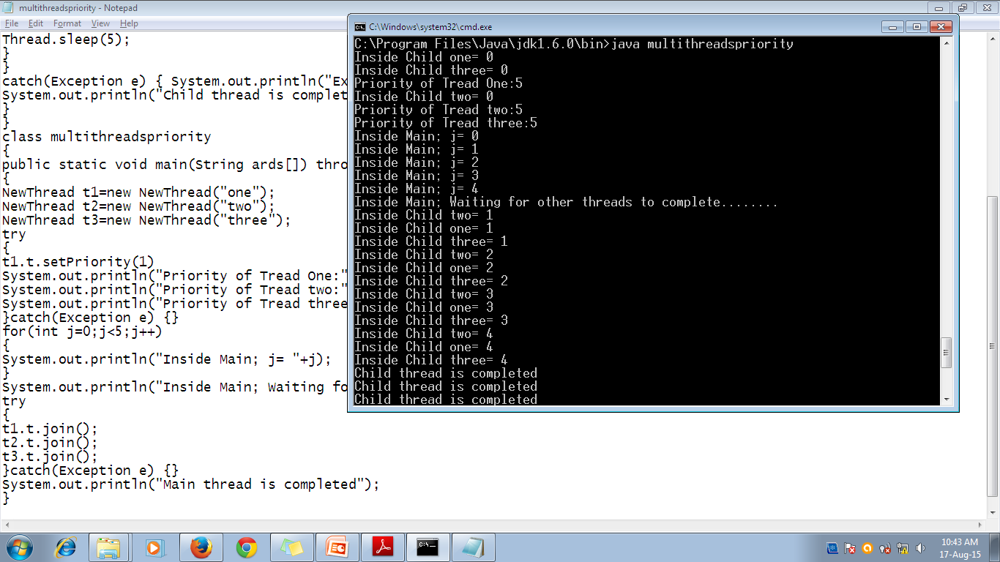 multithreadspriority - Notepad
File Edit Format View Help
Thread.sleep(5);
}
}
catch(Exception e) { System.out.println("Ex
System.out.println("Child thread is complet
}
}
class multithreadspriority
{
public static void main(String ards[]) thro
{
NewThread t1=new NewThread("one");
NewThread t2=new NewThread("two");
NewThread t3=new NewThread("three");
try
{
t1.t.setPriority(1)
System.out.println("Priority of Tread One:"
System.out.println("Priority of Tread two:"
System.out.println("Priority of Tread three
}catch(Exception e) {}
for(int j=0;j<5;j++)
{
System.out.println("Inside Main; j= "+j);
}
System.out.println("Inside Main; Waiting fo
try
{
t1.t.join();
t2.t.join();
t3.t.join();
}catch(Exception e) {}
System.out.println("Main thread is completed");
}
C:\Windows\system32\cmd.exe
C:\Program Files\Java\jdk1.6.0\bin>java multithreadspriority
Inside Child one= 0
Inside Child three= 0
Priority of Tread One:5
Inside Child two= 0
Priority of Tread two:5
Priority of Tread three:5
Inside Main; j= 0
Inside Main; j= 1
Inside Main; j= 2
Inside Main; j= 3
Inside Main; j= 4
Inside Main; Waiting for other threads to complete........
Inside Child two= 1
Inside Child one= 1
Inside Child three= 1
Inside Child two= 2
Inside Child one= 2
Inside Child three= 2
Inside Child two= 3
Inside Child one= 3
Inside Child three= 3
Inside Child two= 4
Inside Child one= 4
Inside Child three= 4
Child thread is completed
Child thread is completed
Child thread is completed
10:43 AM
17-Aug-15